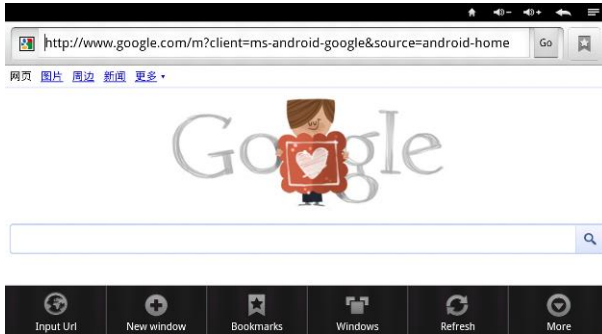 http://www.google.com/m?client=ms-android-google&source=android-home Go
网页 图片 周边 新闻 更多
Google
Input Url New window Bookmarks Windows Refresh More